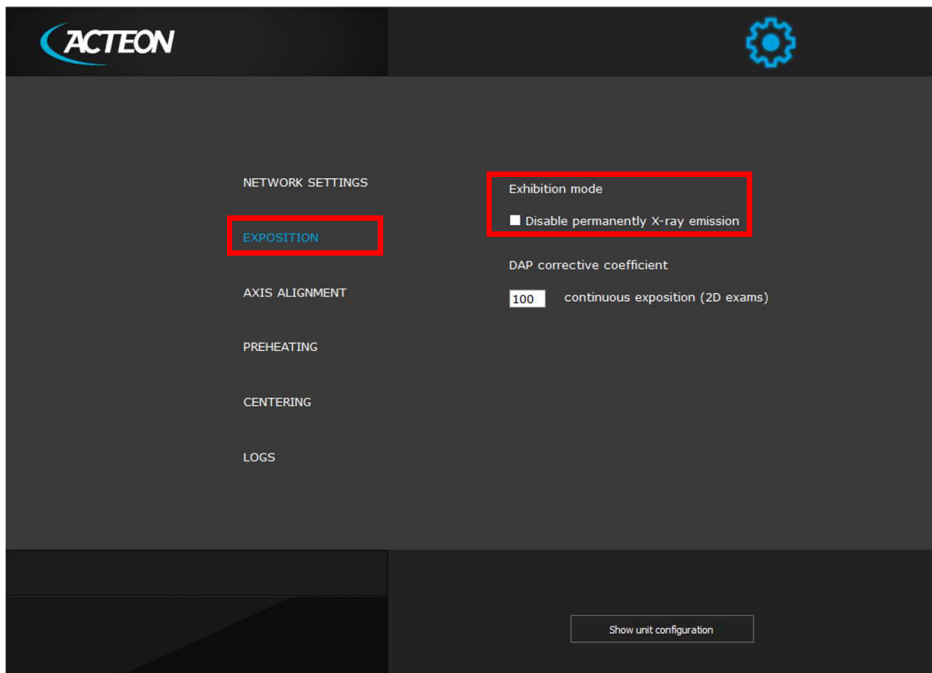 ACTEON
NETWORK SETTINGS
EXPOSITION
AXIS ALIGNMENT
PREHEATING
CENTERING
LOGS
Exhibition mode
Disable permanently X-ray emission
DAP corrective coefficient
100 continuous exposition (2D exams)
Show unit configuration